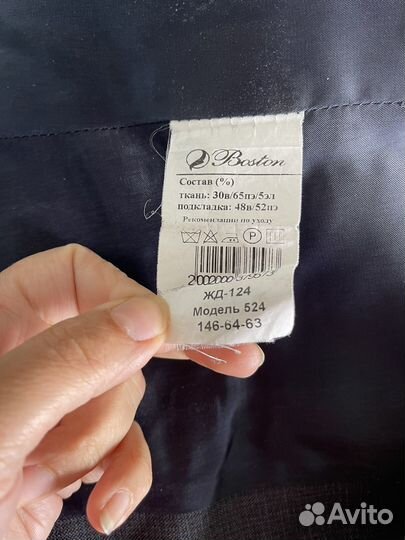 Boston
Состав (%)
ткань: 30в/65пэ/5эл
подкладка: 48в/52пэ
Рекомендации по уходу
P
ЖД-124
Модель 524
146-64-63
Avito